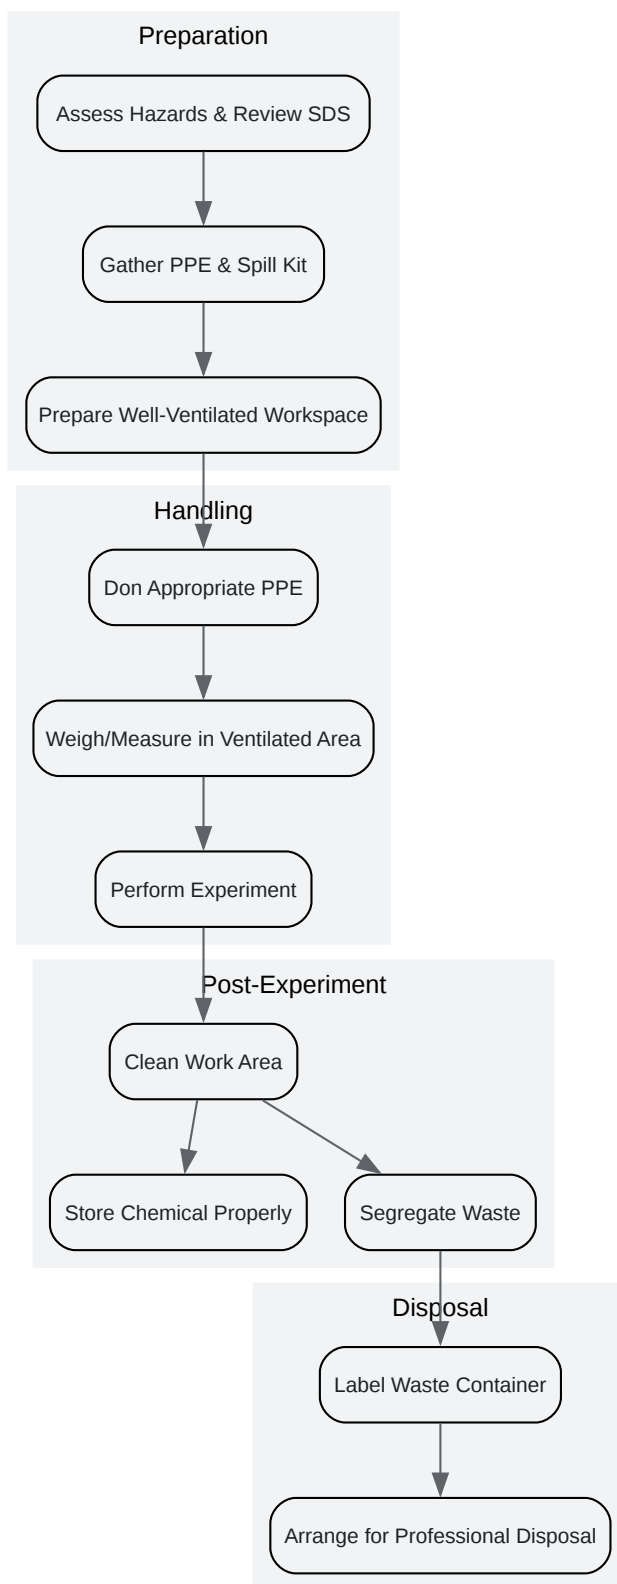 Preparation
Assess Hazards & Review SDS
Gather PPE & Spill Kit
Prepare Well-Ventilated Workspace
Handling
Don Appropriate PPE
Weigh/Measure in Ventilated Area
Perform Experiment
Post-Experiment
Clean Work Area
Store Chemical Properly
Segregate Waste
Disposal
Label Waste Container
Arrange for Professional Disposal